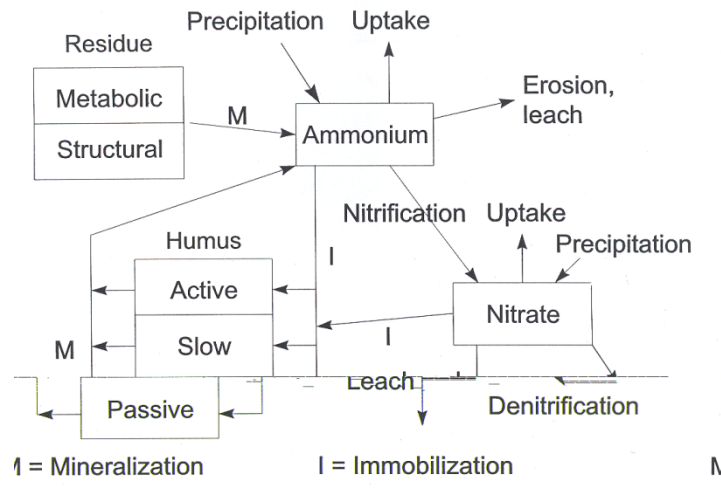 Precipitation
Uptake
Residue
Metabolic
Structural
M
Ammonium
Erosion,
leach
Nitrification
Uptake
Precipitation
Humus
I
Active
Slow
M
I
Nitrate
Leach
Passive
Denitrification
M = Mineralization
I = Immobilization
M